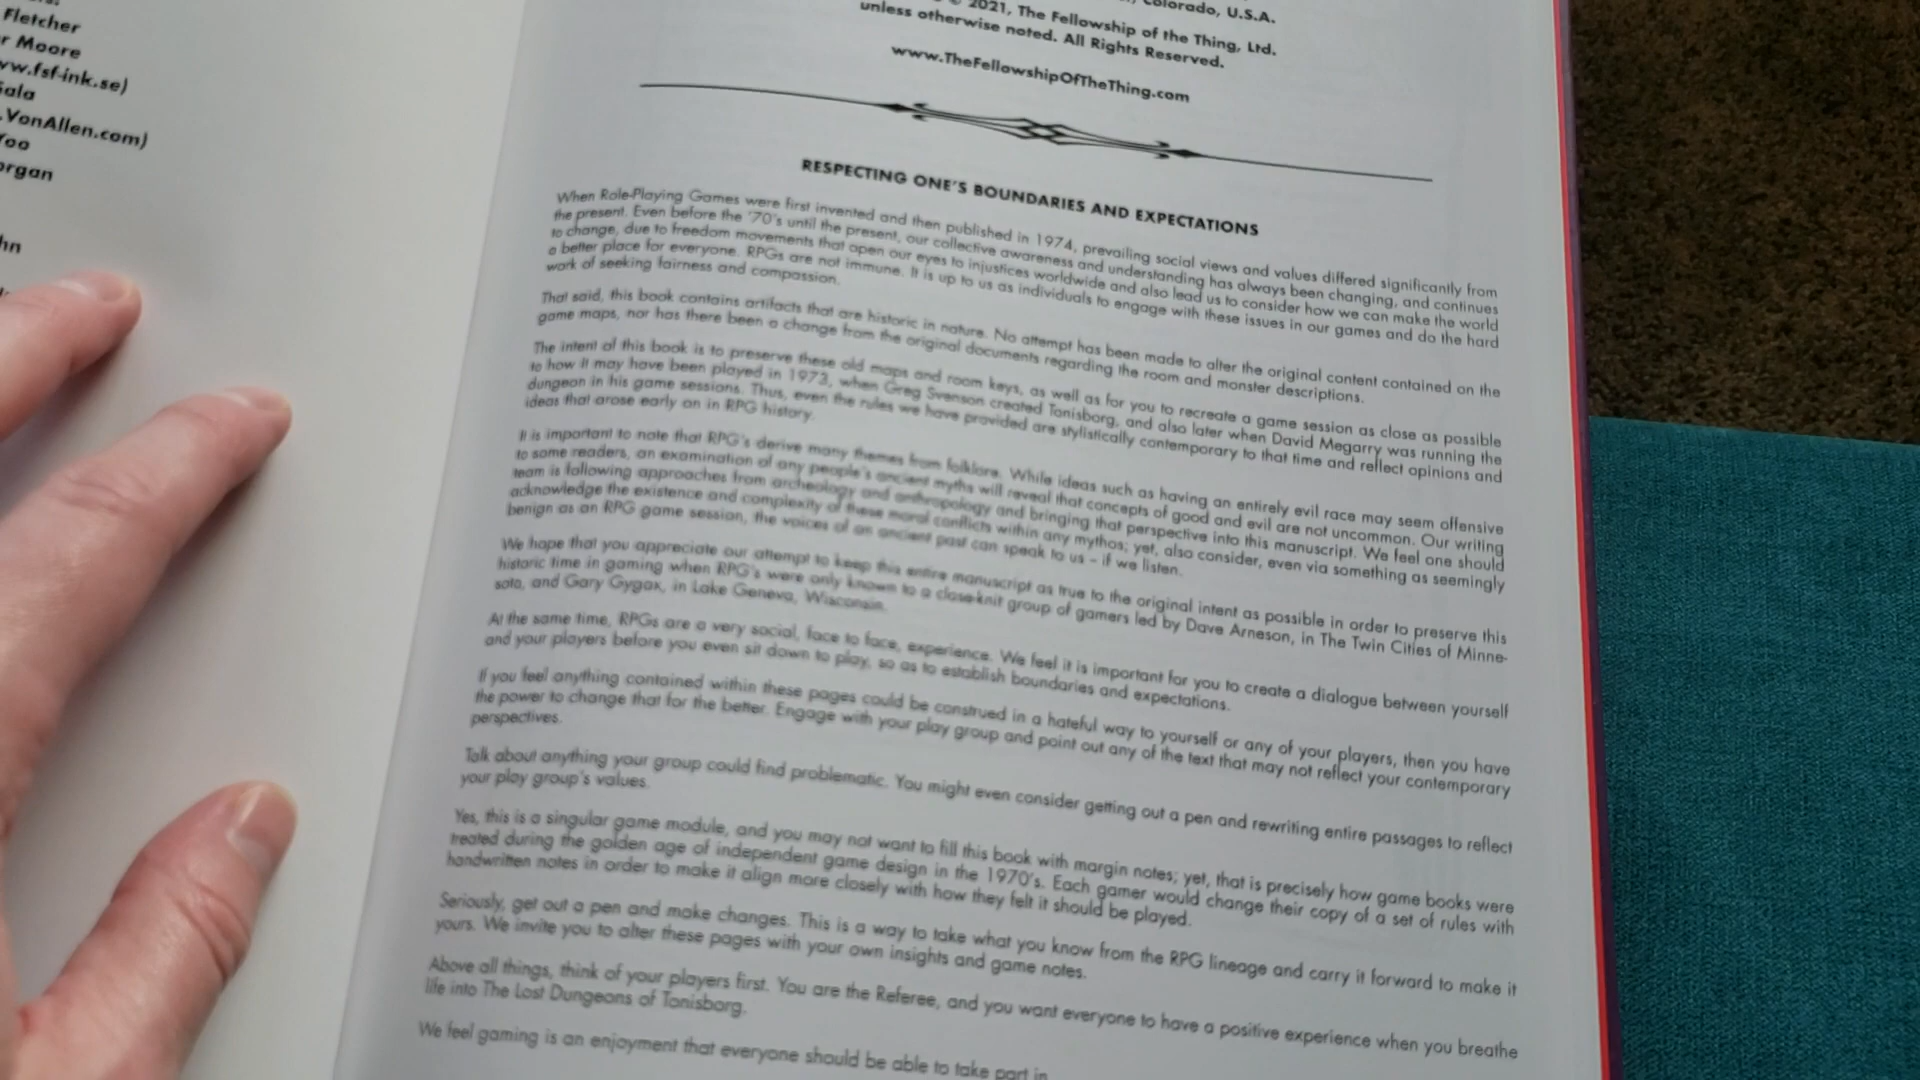 Fletcher
r Moore
ww.fsf-ink.se)
Sala
.VonAllen.com)
Too
organ
hn
Colorado, U.S.A.
© 2021, The Fellowship of the Thing, Ltd.
unless otherwise noted. All Rights Reserved.
www.TheFellowshipOfTheThing.com
RESPECTING ONE'S BOUNDARIES AND EXPECTATIONS
When Role-Playing Games were first invented and then published in 1974, prevailing social views and values differed significantly from
the present. Even before the '70's until the present, our collective awareness and understanding has always been changing, and continues
to change, due to freedom movements that open our eyes to injustices worldwide and also lead us to consider how we can make the world
a better place for everyone. RPGs are not immune. It is up to us as individuals to engage with these issues in our games and do the hard
work of seeking fairness and compassion.
That said, this book contains artifacts that are historic in nature. No attempt has been made to alter the original content contained on the
game maps, nor has there been a change from the original documents regarding the room and monster descriptions.
The intent of this book is to preserve these old maps and room keys, as well as for you to recreate a game session as close as possible
to how it may have been played in 1973, when Greg Svenson created Tonisborg, and also later when David Megarry was running the
dungeon in his game sessions. Thus, even the rules we have provided are stylistically contemporary to that time and reflect opinions and
ideas that arose early on in RPG history.
It is important to note that RPG's derive many themes from folklore. While ideas such as having an entirely evil race may seem offensive
to some readers, an examination of any people's ancient myths will reveal that concepts of good and evil are not uncommon. Our writing
team is following approaches from archeology and anthropology and bringing that perspective into this manuscript. We feel one should
acknowledge the existence and complexity of these moral conflicts within any mythos; yet, also consider, even via something as seemingly
benign as an RPG game session, the voices of an ancient past can speak to us – if we listen.
We hope that you appreciate our attempt to keep this entire manuscript as true to the original intent as possible in order to preserve this
historic time in gaming when RPG's were only known to a close-knit group of gamers led by Dave Arneson, in The Twin Cities of Minne-
sota, and Gary Gygax, in Lake Geneva, Wisconsin.
At the same time, RPGs are a very social, face to face, experience. We feel it is important for you to create a dialogue between yourself
and your players before you even sit down to play, so as to establish boundaries and expectations.
If you feel anything contained within these pages could be construed in a hateful way to yourself or any of your players, then you have
the power to change that for the better. Engage with your play group and point out any of the text that may not reflect your contemporary
perspectives.
Talk about anything your group could find problematic. You might even consider getting out a pen and rewriting entire passages to reflect
your play group's values.
Yes, this is a singular game module, and you may not want to fill this book with margin notes; yet, that is precisely how game books were
treated during the golden age of independent game design in the 1970's. Each gamer would change their copy of a set of rules with
handwritten notes in order to make it align more closely with how they felt it should be played.
Seriously, get out a pen and make changes. This is a way to take what you know from the RPG lineage and carry it forward to make it
yours. We invite you to alter these pages with your own insights and game notes.
Above all things, think of your players first. You are the Referee, and you want everyone to have a positive experience when you breathe
life into The Lost Dungeons of Tonisborg.
We feel gaming is an enjoyment that everyone should be able to take part in.